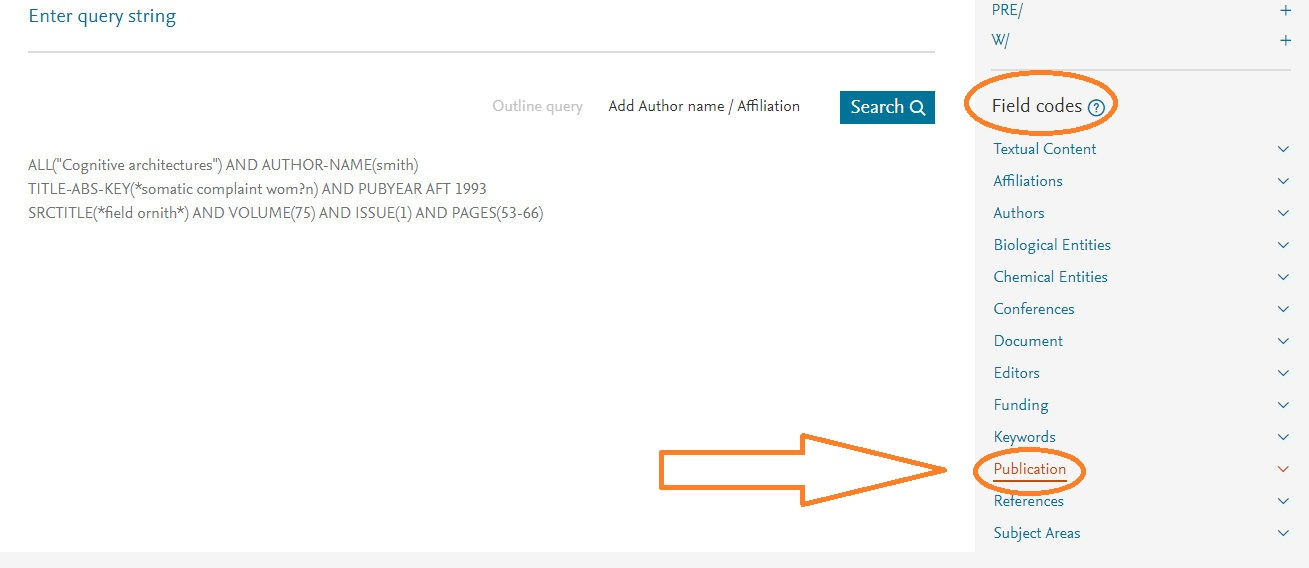 Enter query string
Outline query Add Author name / Affiliation Search
ALL("Cognitive architectures") AND AUTHOR-NAME(smith)
TITLE-ABS-KEY(*somatic complaint wom?n) AND PUBYEAR AFT 1993
SRCTITLE(*field ornith*) AND VOLUME(75) AND ISSUE(1) AND PAGES(53-66)
PRE/ +
W/ +
Field codes ?
Textual Content
Affiliations
Authors
Biological Entities
Chemical Entities
Conferences
Document
Editors
Funding
Keywords
Publication
References
Subject Areas